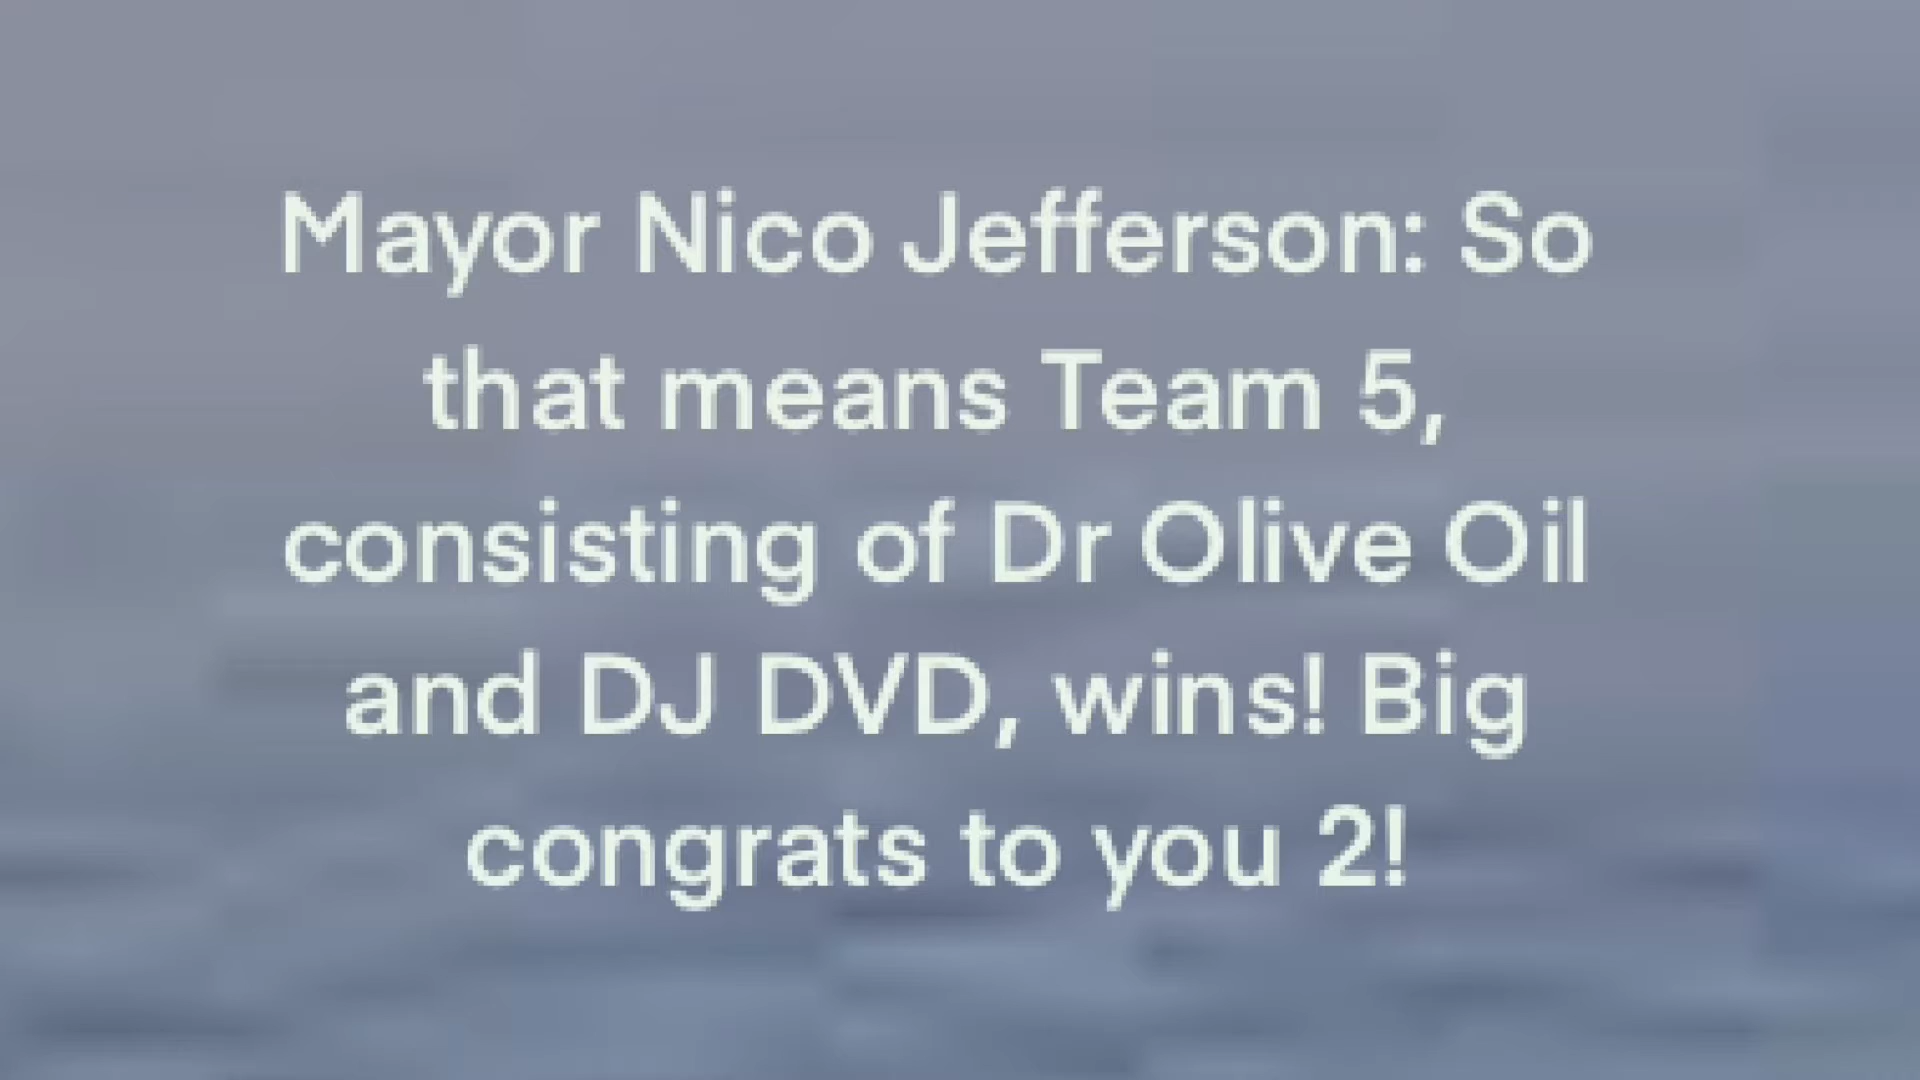 Mayor Nico Jefferson: So
that means Team 5,
consisting of Dr Olive Oil
and DJ DVD, wins! Big
congrats to you 2!